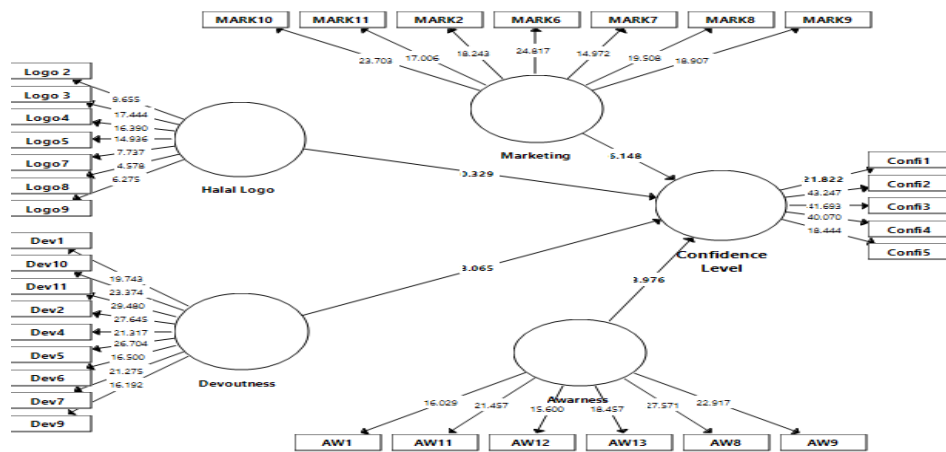 MARK10 MARK11 MARK2 MARK6 MARK7 MARK8 MARK9
23.703 17.006 18.243 24.817 14.972 19.508 18.907
Marketing
Logo 2
Logo 3
Logo4
Logo5
Logo7
Logo8
Logo9
9.655
17.444
16.390
14.936
7.737
4.578
6.275
Halal Logo
0.329
5.148
Confi1
Confi2
Confi3
Confi4
Confi5
21.822
43.247
41.693
40.070
18.444
Confidence
Level
Dev1
Dev10
Dev11
Dev2
Dev4
Dev5
Dev6
Dev7
Dev9
19.743
23.374
29.480
27.645
21.317
26.704
16.500
21.275
16.192
Devoutness
3.065
3.976
Awarness
16.029 21.457 15.600 18.457 27.571 22.917
AW1 AW11 AW12 AW13 AW8 AW9